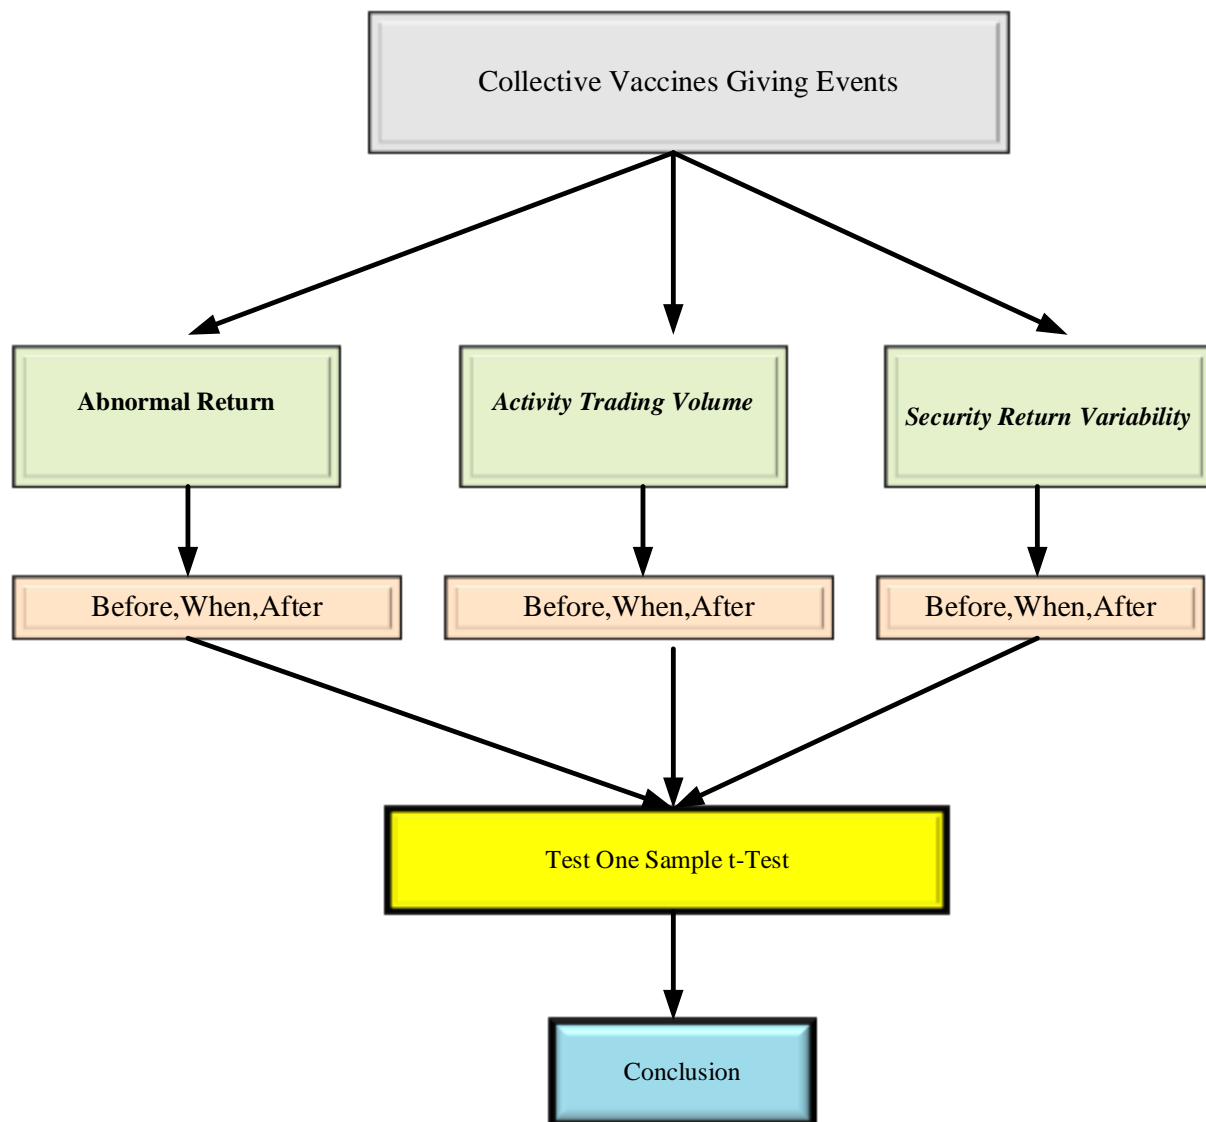 Collective Vaccines Giving Events
Abnormal Return
Activity Trading Volume
Security Return Variability
Before,When,After
Before,When,After
Before,When,After
Test One Sample t-Test
Conclusion